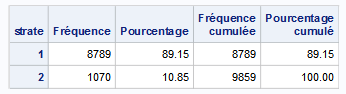 strate Fréquence Pourcentage Fréquence cumulée Pourcentage cumulé
1 8789 89.15 8789 89.15
2 1070 10.85 9859 100.00